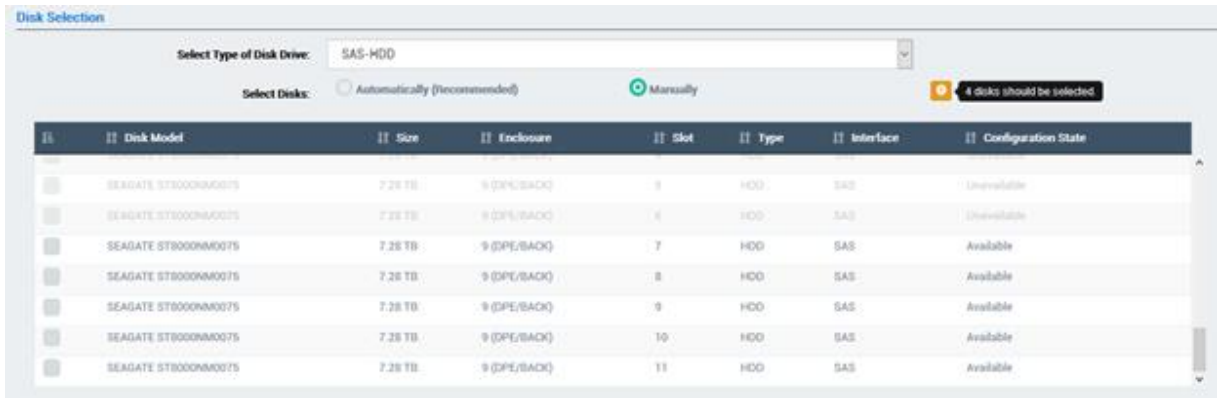 Disk Selection
Select Type of Disk Drive: SAS-HDD
Select Disks: Automatically (Recommended) Manually 4 disks should be selected
Disk Model Size Enclosure Slot Type Interface Configuration State
SEAGATE ST8000NM0075 7.28 TB 9 (DPE/BACK) HDD SAS Unavailable
SEAGATE ST8000NM0075 7.28 TB 9 (DPE/BACK) 6 HDD SAS Unavailable
SEAGATE ST8000NM0075 7.28 TB 9 (DPE/BACK) 7 HDD SAS Available
SEAGATE ST8000NM0075 7.28 TB 9 (DPE/BACK) 8 HDD SAS Available
SEAGATE ST8000NM0075 7.28 TB 9 (DPE/BACK) 9 HDD SAS Available
SEAGATE ST8000NM0075 7.28 TB 9 (DPE/BACK) 10 HDD SAS Available
SEAGATE ST8000NM0075 7.28 TB 9 (DPE/BACK) 11 HDD SAS Available